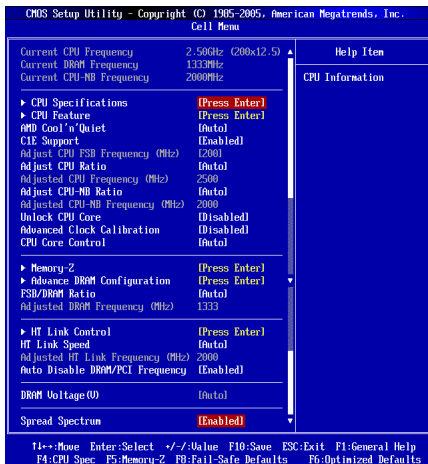 CMOS Setup Utility - Copyright (C) 1985-2005, American Megatrends, Inc.
Cell Menu
Current CPU Frequency 2.50GHz (200x12.5)
Current DRAM Frequency 1333MHz
Current CPU-NB Frequency 2000MHz
▶ CPU Specifications [Press Enter]
▶ CPU Feature [Press Enter]
AMD Cool'n'Quiet [Auto]
C1E Support [Enabled]
Adjust CPU FSB Frequency (MHz) [200]
Adjust CPU Ratio [Auto]
Adjusted CPU Frequency (MHz) 2500
Adjust CPU-NB Ratio [Auto]
Adjusted CPU-NB Frequency (MHz) 2000
Unlock CPU Core [Disabled]
Advanced Clock Calibration [Disabled]
CPU Core Control [Auto]
▶ Memory-Z [Press Enter]
▶ Advance DRAM Configuration [Press Enter]
FSB/DRAM Ratio [Auto]
Adjusted DRAM Frequency (MHz) 1333
▶ HT Link Control [Press Enter]
HT Link Speed [Auto]
Adjusted HT Link Frequency (MHz) 2000
Auto Disable DRAM/PCI Frequency [Enabled]
DRAM Voltage(V) [Auto]
Spread Spectrum [Enabled]
Help Item
CPU Information
↑↓←→:Move Enter:Select +/-/:Value F10:Save ESC:Exit F1:General Help
F4:CPU Spec F5:Memory-Z F8:Fail-Safe Defaults F6:Optimized Defaults